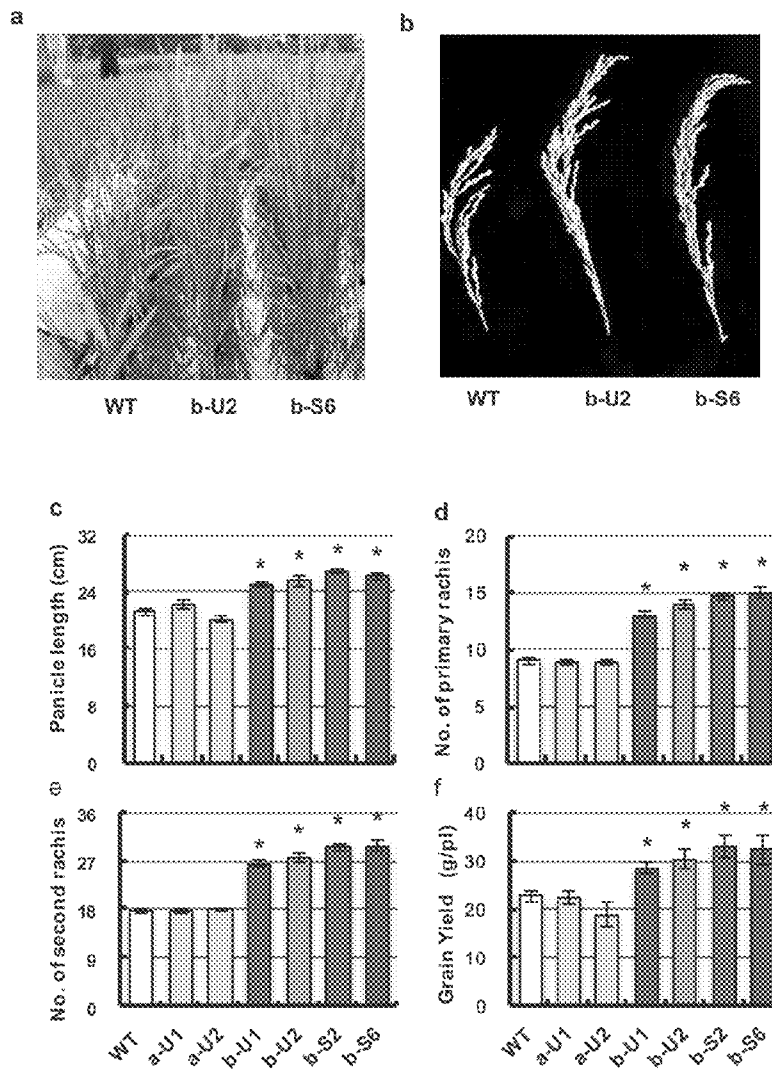 a
b
WT b-U2 b-S6
WT b-U2 b-S6
c
Panicle length (cm)
32
24
16
8
0
* * * *
d
No. of primary rachis
20
15
10
5
0
* * * *
e
No. of second rachis
36
27
18
9
0
* * * *
WT a-U1 a-U2 b-U1 b-U2 b-S2 b-S6
f
Grain Yield (g/pl)
40
30
20
10
0
* * * *
WT a-U1 a-U2 b-U1 b-U2 b-S2 b-S6